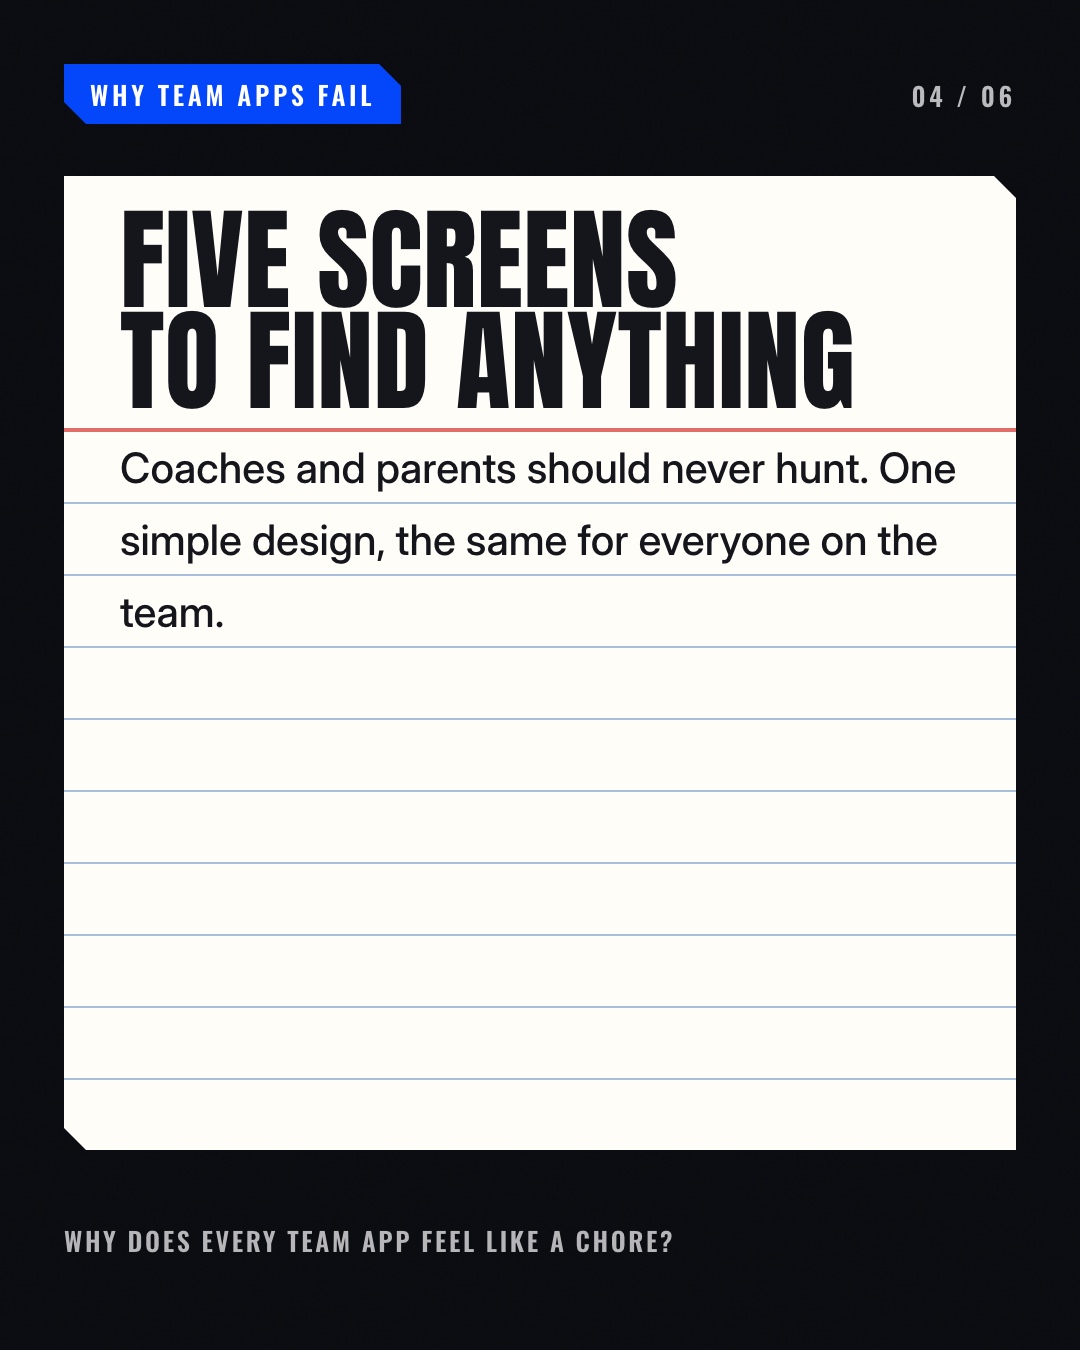 WHY TEAM APPS FAIL
04 / 06
FIVE SCREENS
TO FIND ANYTHING
Coaches and parents should never hunt. One
simple design, the same for everyone on the
team.
WHY DOES EVERY TEAM APP FEEL LIKE A CHORE?